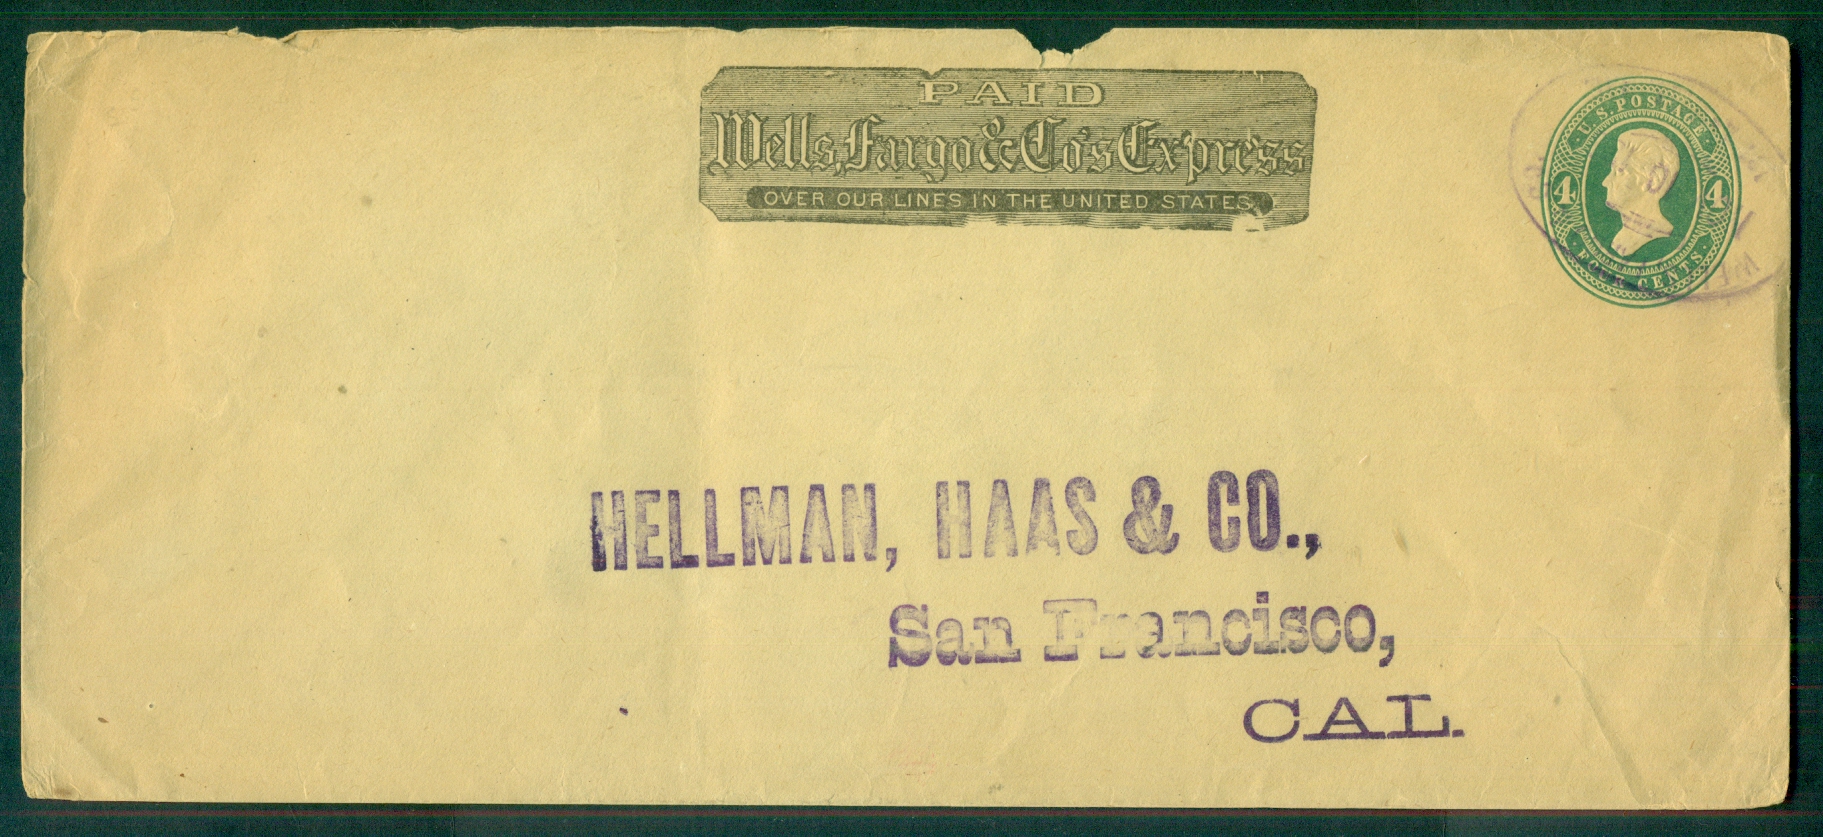 PAID
Wells, Fargo & Co's Express
OVER OUR LINES IN THE UNITED STATES.
U.S. POSTAGE
4 4
FOUR CENTS
HELLMAN, HAAS & CO.,
San Francisco,
CAL.